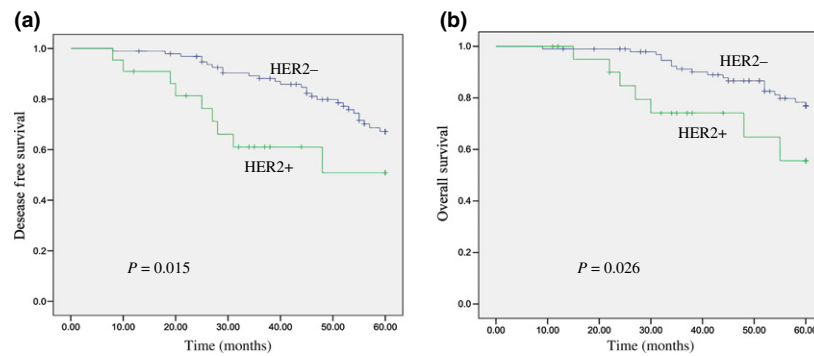 (a)
1.0
0.8
0.6
0.4
0.2
0.0
Desease free survival
HER2–
HER2+
P = 0.015
0.00 10.00 20.00 30.00 40.00 50.00 60.00
Time (months)
(b)
1.0
0.8
0.6
0.4
0.2
0.0
Overall survival
HER2–
HER2+
P = 0.026
0.00 10.00 20.00 30.00 40.00 50.00 60.00
Time (months)